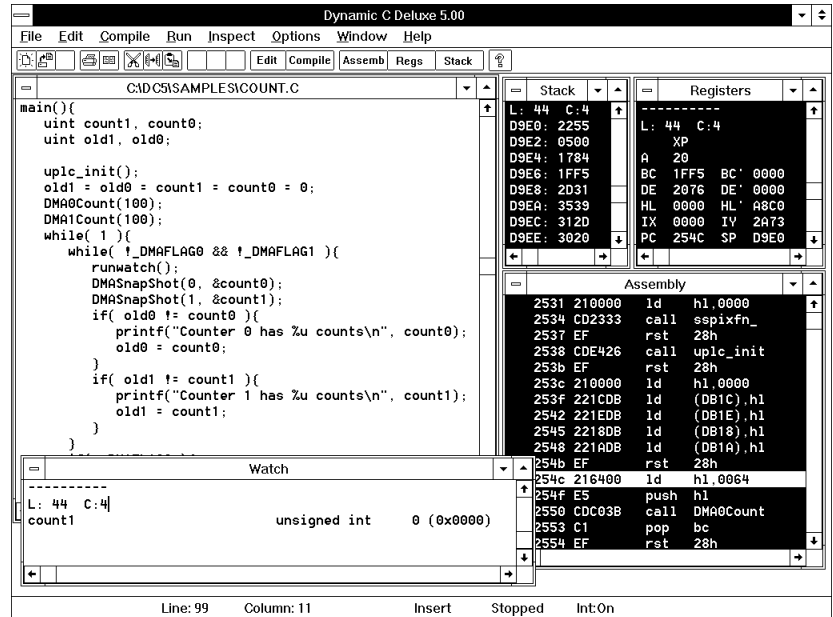 Dynamic C Deluxe 5.00
File Edit Compile Run Inspect Options Window Help
Edit Compile Assemb Regs Stack
C:\DC5\SAMPLES\COUNT.C
main(){
uint count1, count0;
uint old1, old0;
uplc_init();
old1 = old0 = count1 = count0 = 0;
DMA0Count(100);
DMA1Count(100);
while( 1 ){
while( !_DMAFLAG0 && !_DMAFLAG1 ){
runwatch();
DMASnapShot(0, &count0);
DMASnapShot(1, &count1);
if( old0 != count0 ){
printf("Counter 0 has %u counts\n", count0);
old0 = count0;
}
if( old1 != count1 ){
printf("Counter 1 has %u counts\n", count1);
old1 = count1;
}
}
Stack
L: 44 C:4
D9E0: 2255
D9E2: 0500
D9E4: 1784
D9E6: 1FF5
D9E8: 2D31
D9EA: 3539
D9EC: 312D
D9EE: 3020
Registers
----------
L: 44 C:4
XP
A 20
BC 1FF5 BC' 0000
DE 2076 DE' 0000
HL 0000 HL' A8C0
IX 0000 IY 2A73
PC 254C SP D9E0
Assembly
2531 210000 ld hl,0000
2534 CD2333 call sspixfn_
2537 EF rst 28h
2538 CDE426 call uplc_init
253b EF rst 28h
253c 210000 ld hl,0000
253f 221CDB ld (DB1C),hl
2542 221EDB ld (DB1E),hl
2545 2218DB ld (DB18),hl
2548 221ADB ld (DB1A),hl
254b EF rst 28h
254c 216400 ld hl,0064
254f E5 push hl
2550 CDC03B call DMA0Count
2553 C1 pop bc
2554 EF rst 28h
Watch
----------
L: 44 C:4
count1 unsigned int 0 (0x0000)
Line: 99 Column: 11 Insert Stopped Int:On